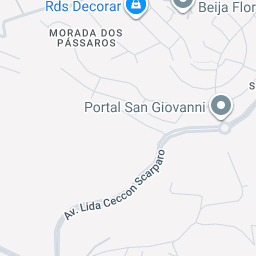 Rds Decorar
Beija Flor
MORADA DOS
PÁSSAROS
S
Portal San Giovanni
Av. Lida Ceccon Scarparo